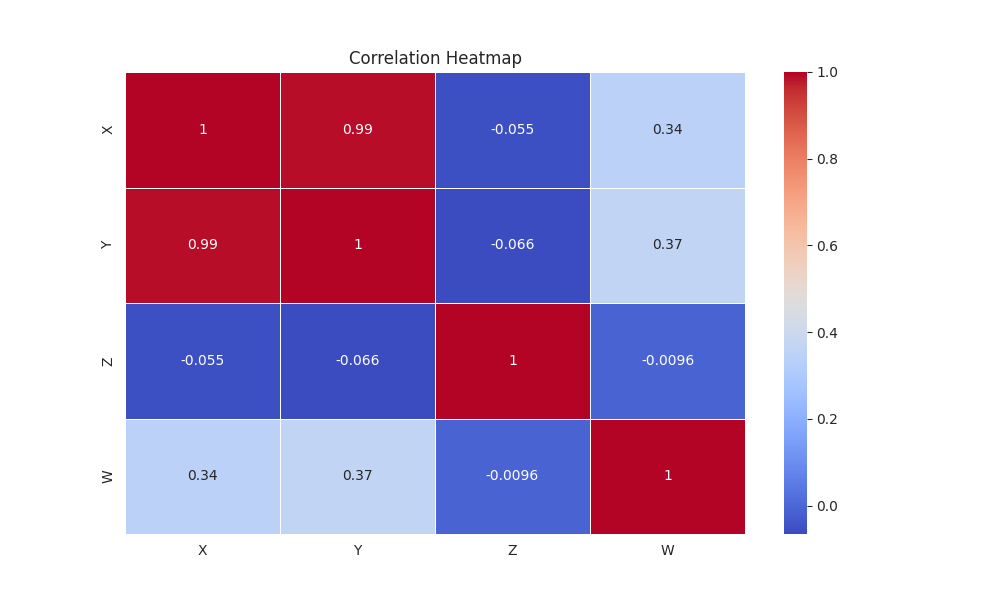 Correlation Heatmap
X 1 0.99 -0.055 0.34
Y 0.99 1 -0.066 0.37
Z -0.055 -0.066 1 -0.0096
W 0.34 0.37 -0.0096 1
X Y Z W
1.0
0.8
0.6
0.4
0.2
0.0